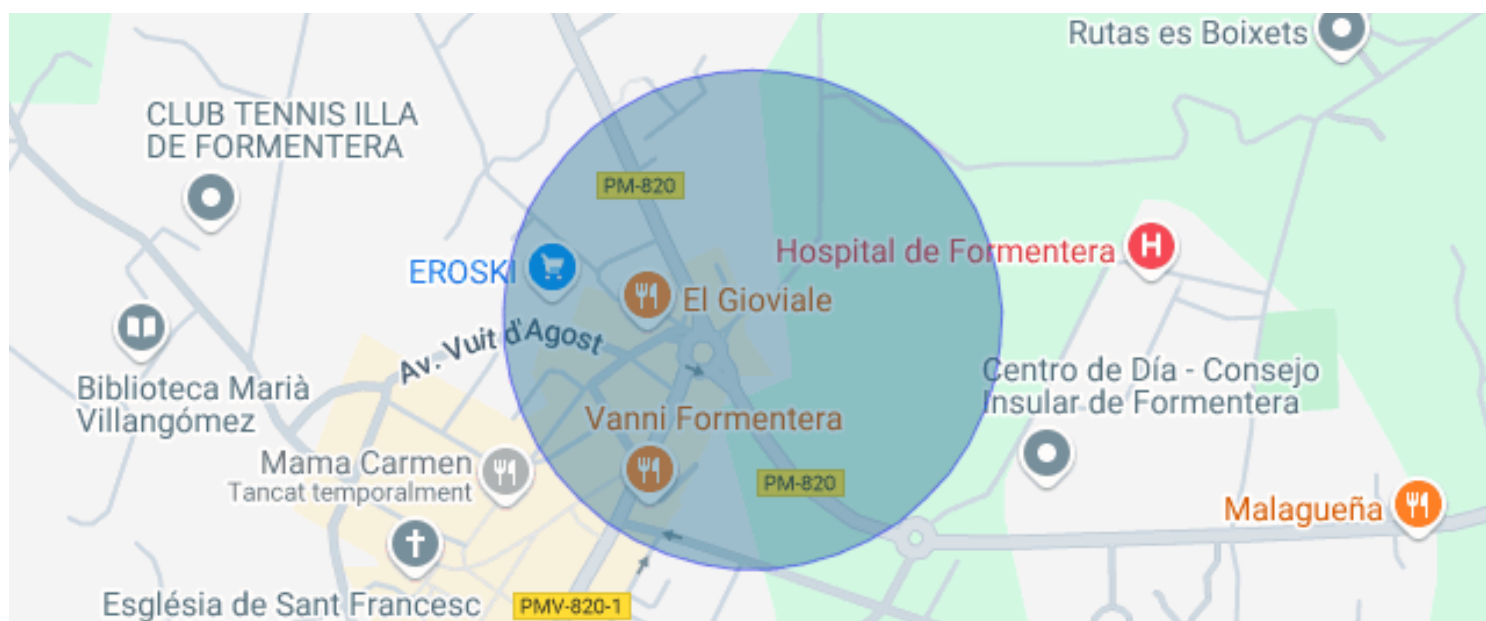 Rutas es Boixets
CLUB TENNIS ILLA
DE FORMENTERA
PM-820
Hospital de Formentera
H
EROSKI
El Gioviale
Av. Vuit d'Agost
Biblioteca Marià
Villangómez
Centro de Día - Consejo
Insular de Formentera
Vanni Formentera
Mama Carmen
Tancat temporalment
PM-820
Malagueña
Església de Sant Francesc
PMV-820-1